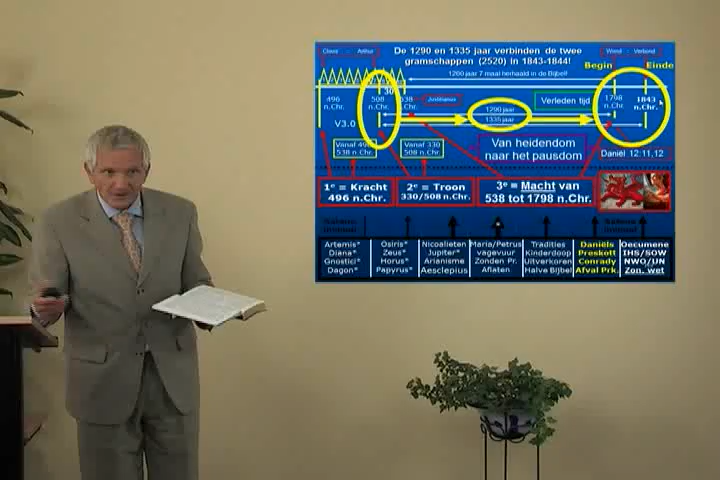 Clovis - Arthur
De 1290 en 1335 jaar verbinden de twee
gramschappen (2520) in 1843-1844!
Woord - Verbond
Begin
Einde
1260 jaar 7 maal herhaald in de Bijbel!
30
496
n.Chr.
508
n.Chr.
538
n.Chr.
Justinianus
1290 jaar
1335 jaar
Verleden tijd
1798
n.Chr.
1843
n.Chr.
V3.0
Vanaf 496
538 n.Chr.
Vanaf 330
508 n.Chr.
Van heidendom
naar het pausdom
Daniël 12:11,12
1e = Kracht
496 n.Chr.
2e = Troon
330/508 n.Chr.
3e = Macht van
538 tot 1798 n.Chr.
Artemis*
Diana*
Gnostici*
Dagon*
Osiris*
Zeus*
Horus*
Papyrus*
Nicoalieten
Jupiter*
Arianisme
Aesclepius
Maria/Petrus
vagevuur
Zonden Pr.
Aflaten
Tradities
Kinderdoop
Uitverkoren
Halve Bijbel
Daniëls
Preskott
Conrady
Afval Prk.
Oecumene
IHS/SOW
NWO/UN
Zon. wet